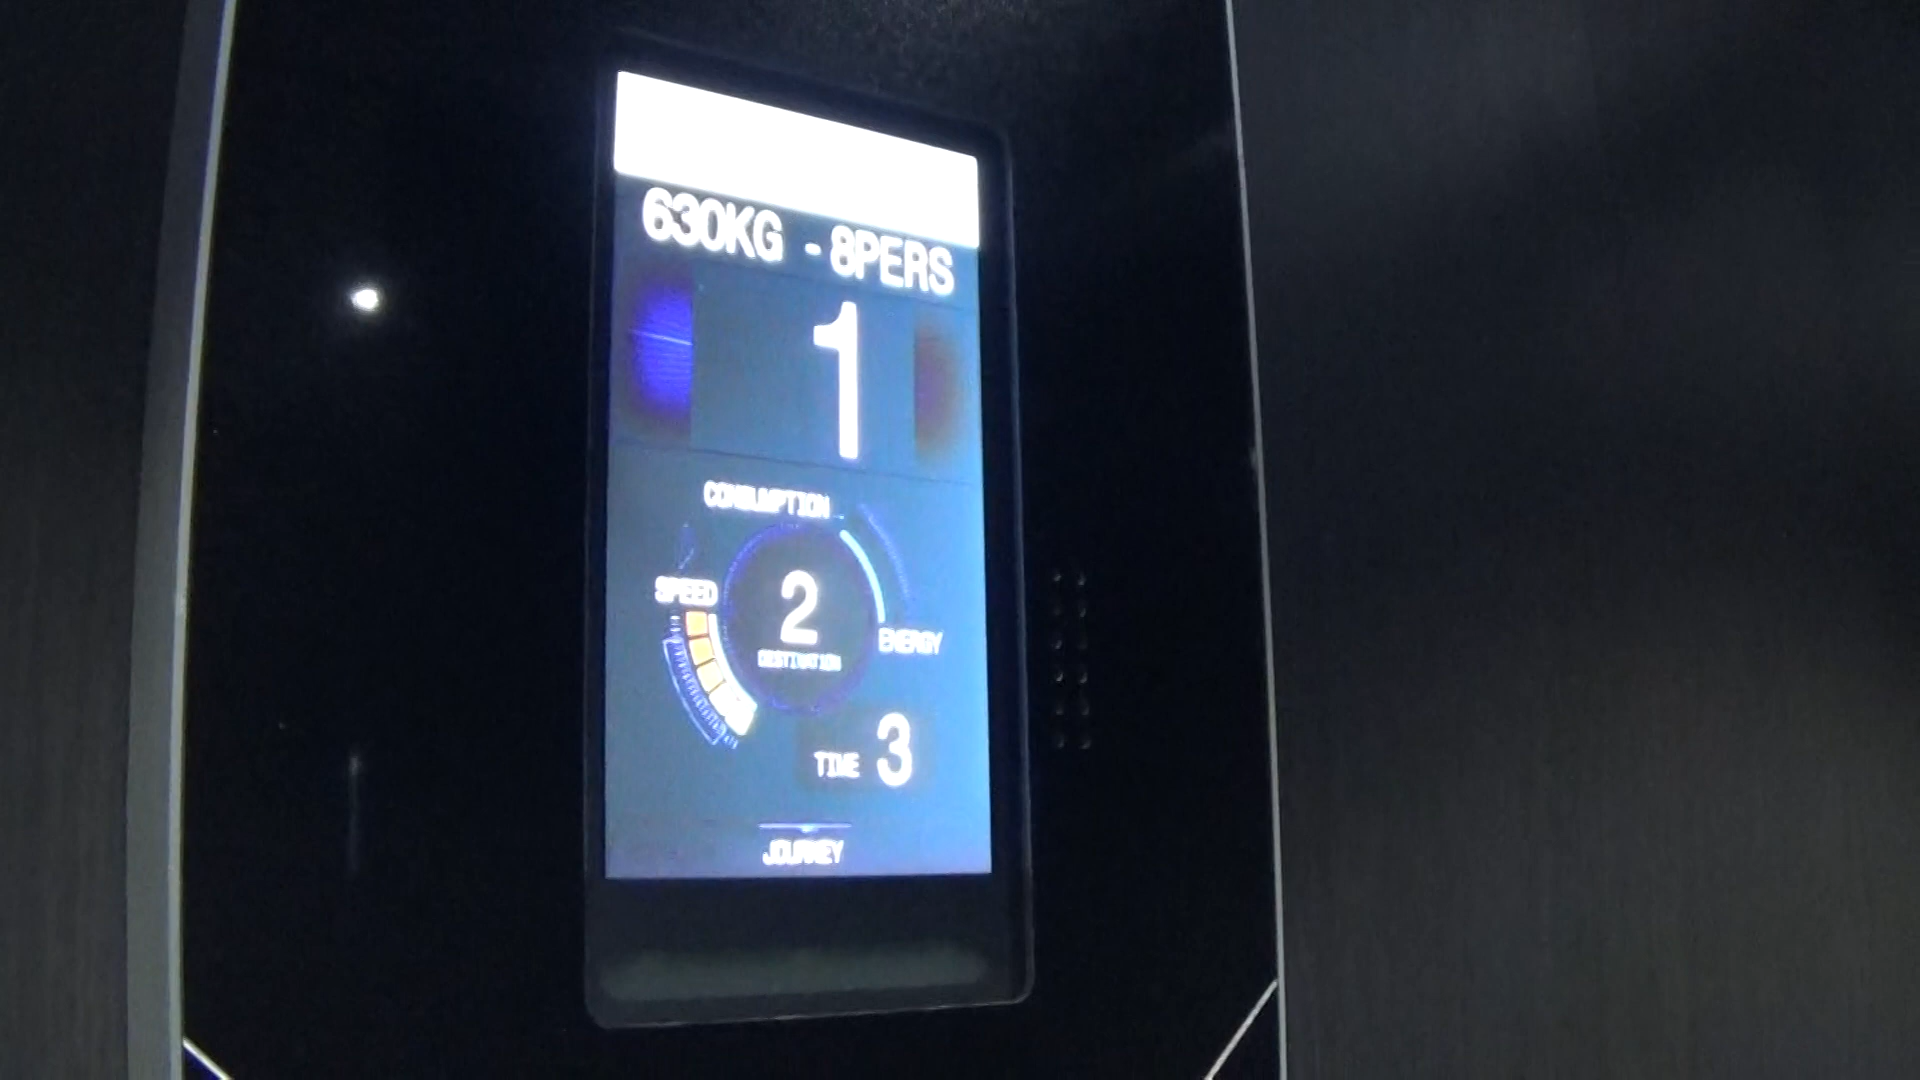 630KG - 8PERS
1
CONSUMPTION
SPEED
2
DESTINATION
ENERGY
TIME 3
JOURNEY